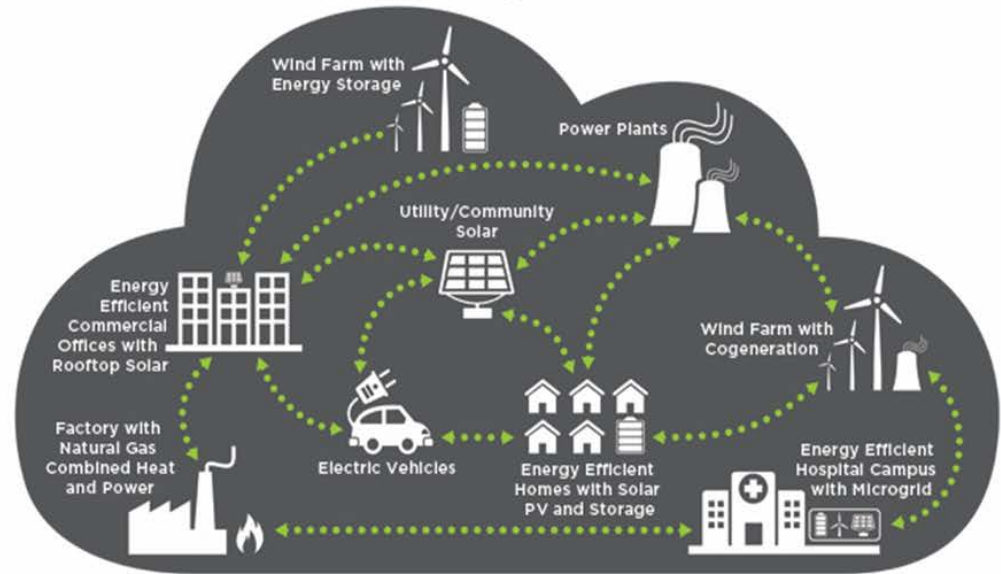 Wind Farm with
Energy Storage
Power Plants
Utility/Community
Solar
Energy
Efficient
Commercial
Offices with
Rooftop Solar
Wind Farm with
Cogeneration
Factory with
Natural Gas
Combined Heat
and Power
Electric Vehicles
Energy Efficient
Homes with Solar
PV and Storage
Energy Efficient
Hospital Campus
with Microgrid